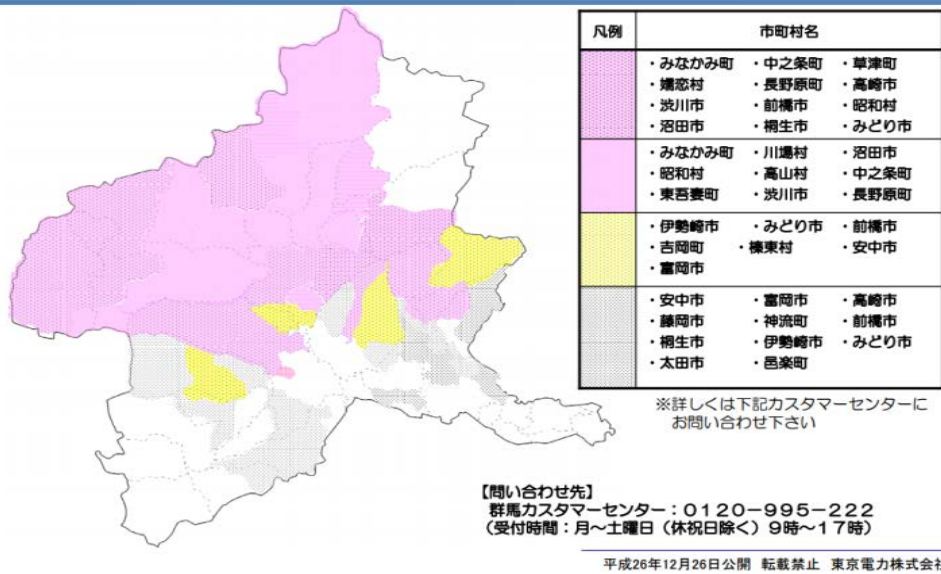 凡例 市町村名
・みなかみ町 ・中之条町 ・草津町
・嬬恋村 ・長野原町 ・高崎市
・渋川市 ・前橋市 ・昭和村
・沼田市 ・桐生市 ・みどり市
・みなかみ町 ・川場村 ・沼田市
・昭和村 ・高山村 ・中之条町
・東吾妻町 ・渋川市 ・長野原町
・伊勢崎市 ・みどり市 ・前橋市
・吉岡町 ・榛東村 ・安中市
・富岡市
・安中市 ・富岡市 ・高崎市
・藤岡市 ・神流町 ・前橋市
・桐生市 ・伊勢崎市 ・みどり市
・太田市 ・邑楽町
※詳しくは下記カスタマーセンターに
お問い合わせ下さい
【問い合わせ先】
群馬カスタマーセンター：0120－995－222
（受付時間：月～土曜日（休祝日除く）9時～17時）
平成26年12月26日公開 転載禁止 東京電力株式会社